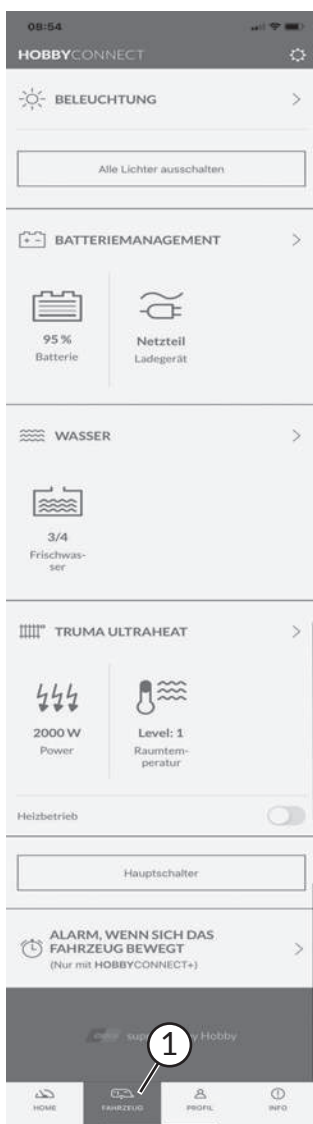 08:54
HOBBYCONNECT
BELEUCHTUNG
Alle Lichter ausschalten
BATTERIEMANAGEMENT
95 %
Batterie
Netzteil
Ladegerät
WASSER
3/4
Frischwas-
ser
TRUMA ULTRAHEAT
2000 W
Power
Level: 1
Raumtem-
peratur
Heizbetrieb
Hauptschalter
ALARM, WENN SICH DAS
FAHRZEUG BEWEGT
(Nur mit HOBBYCONNECT+)
Hobby
1
HOME
FAHRZEUG
PROFIL
INFO